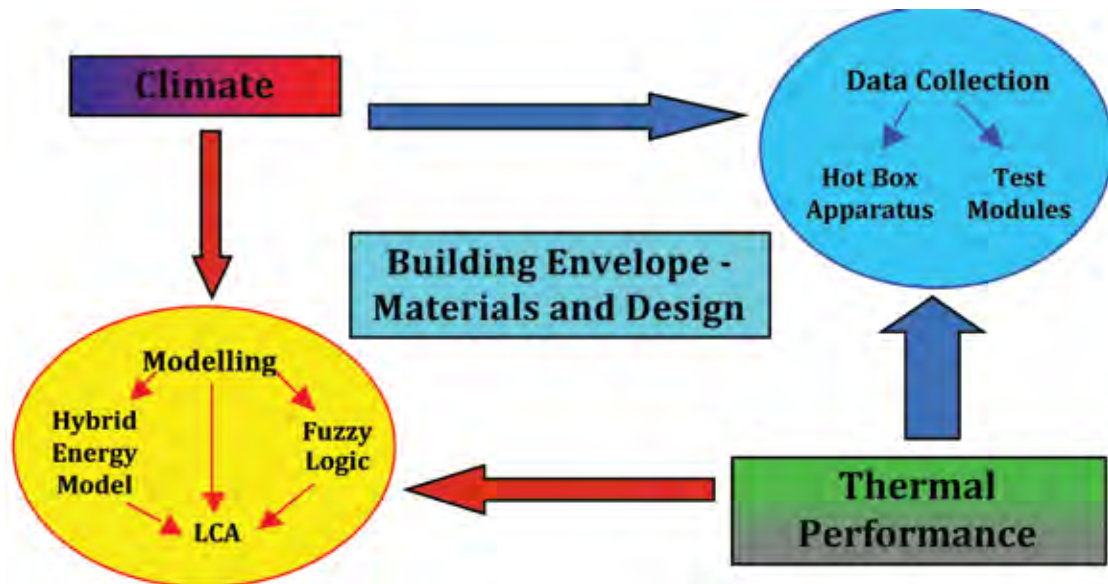 Climate
Data Collection
Hot Box
Apparatus
Test
Modules
Building Envelope -
Materials and Design
Modelling
Hybrid
Energy
Model
Fuzzy
Logic
LCA
Thermal
Performance